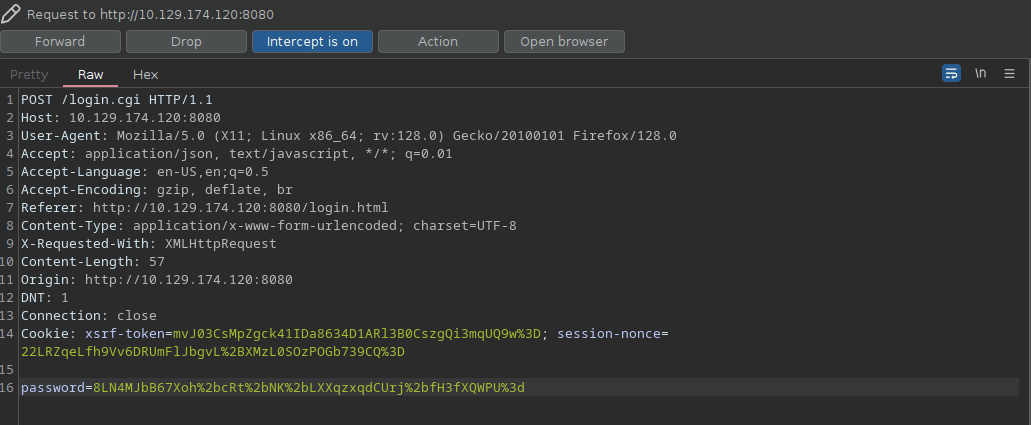 Request to http://10.129.174.120:8080
Forward Drop Intercept is on Action Open browser
Pretty Raw Hex \n
1 POST /login.cgi HTTP/1.1
2 Host: 10.129.174.120:8080
3 User-Agent: Mozilla/5.0 (X11; Linux x86_64; rv:128.0) Gecko/20100101 Firefox/128.0
4 Accept: application/json, text/javascript, */*; q=0.01
5 Accept-Language: en-US,en;q=0.5
6 Accept-Encoding: gzip, deflate, br
7 Referer: http://10.129.174.120:8080/login.html
8 Content-Type: application/x-www-form-urlencoded; charset=UTF-8
9 X-Requested-With: XMLHttpRequest
10 Content-Length: 57
11 Origin: http://10.129.174.120:8080
12 DNT: 1
13 Connection: close
14 Cookie: xsrf-token=mvJ03CsMpZgck41IDa8634D1ARl3B0CszgQi3mqUQ9w%3D; session-nonce=
22LRZqeLfh9Vv6DRUmFlJbgvL%2BXMzL0SOzPOGb739CQ%3D
15
16 password=8LN4MJbB67Xoh%2bcRt%2bNK%2bLXXqzxqdCUrj%2bfH3fXQWPU%3d